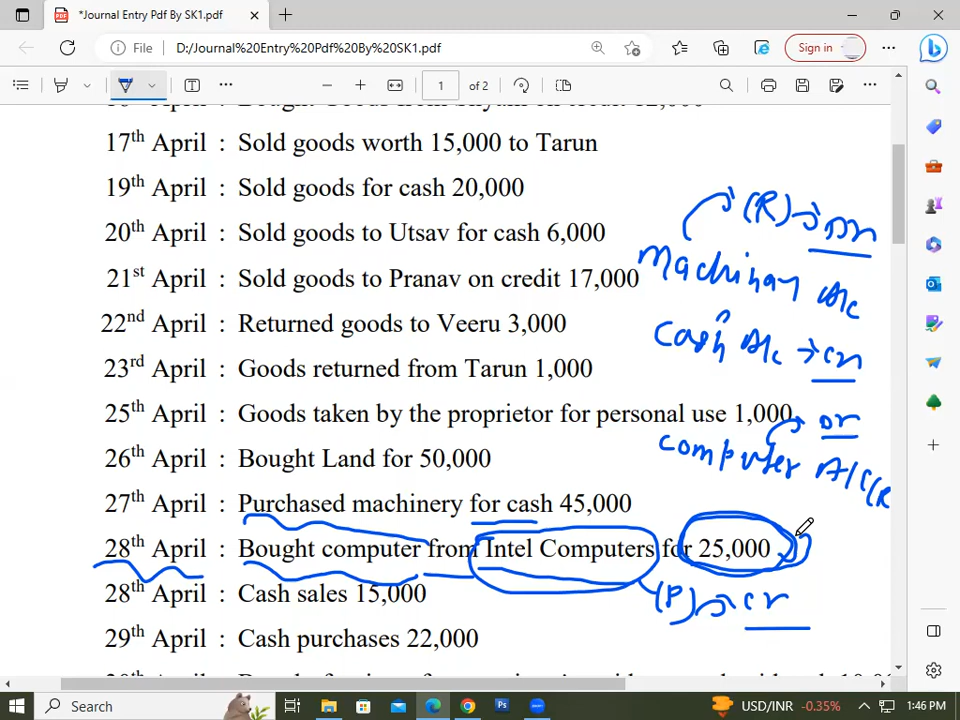 *Journal Entry Pdf By SK1.pdf
File D:/Journal%20Entry%20Pdf%20By%20SK1.pdf
Sign in
1 of 2
17th April : Sold goods worth 15,000 to Tarun
19th April : Sold goods for cash 20,000
20th April : Sold goods to Utsav for cash 6,000
21st April : Sold goods to Pranav on credit 17,000
22nd April : Returned goods to Veeru 3,000
23rd April : Goods returned from Tarun 1,000
25th April : Goods taken by the proprietor for personal use 1,000
26th April : Bought Land for 50,000
27th April : Purchased machinery for cash 45,000
28th April : Bought computer from Intel Computers for 25,000
28th April : Cash sales 15,000
29th April : Cash purchases 22,000
(R) → Dr
Machinary A/c
Cash A/c → Cr
Dr
Computer A/C (R
(P) → Cr
Search
USD/INR -0.35%
1:46 PM